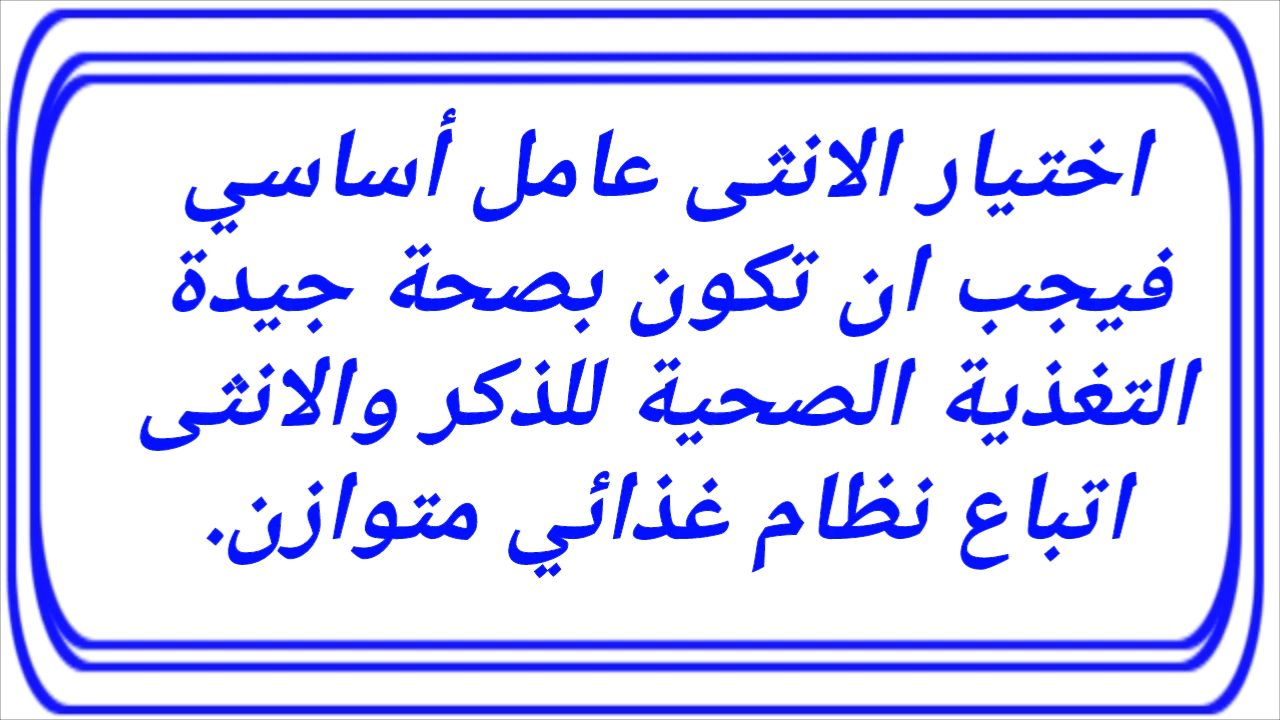 اختيار الانثى عامل أساسي
فيجب ان تكون بصحة جيدة
التغذية الصحية للذكر والانثى
اتباع نظام غذائي متوازن.